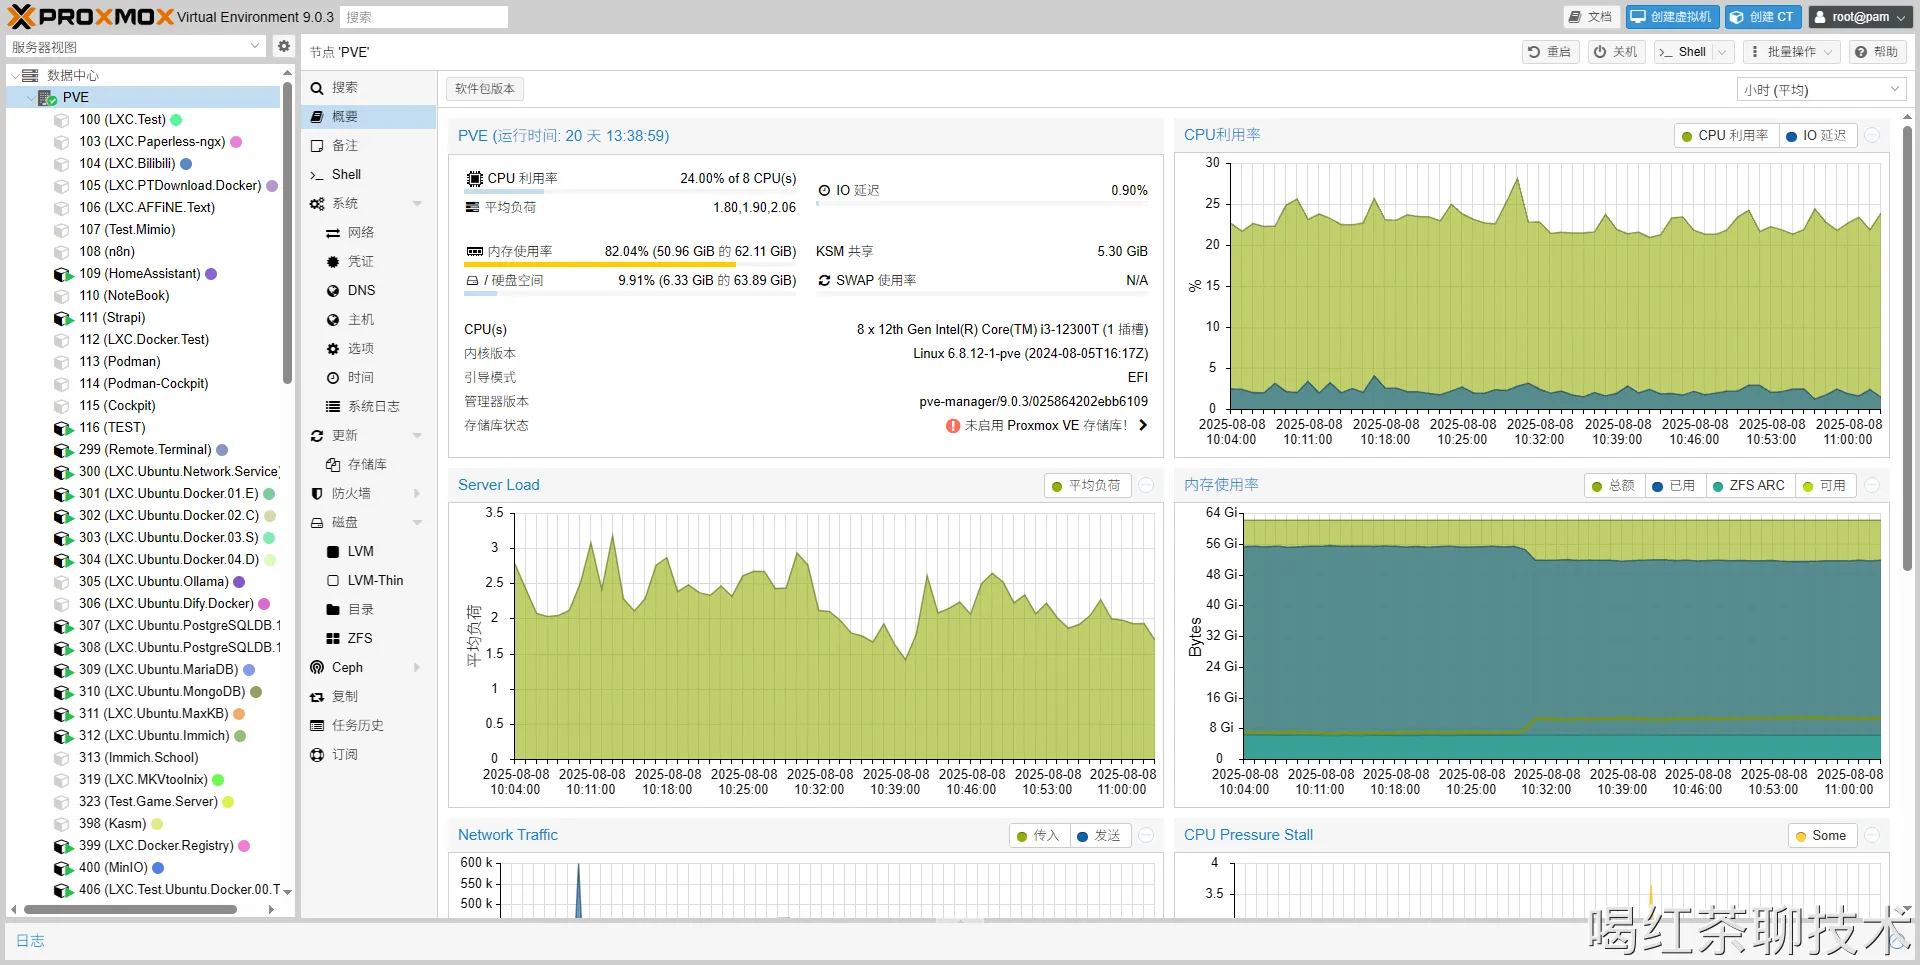 PROXMOX Virtual Environment 9.0.3 搜索 文档 创建虚拟机 创建 CT root@pam
服务器视图
节点 'PVE' 重启 关机 Shell 批量操作 帮助
数据中心
PVE
100 (LXC.Test)
103 (LXC.Paperless-ngx)
104 (LXC.Bilibili)
105 (LXC.PTDownload.Docker)
106 (LXC.AFFiNE.Text)
107 (Test.Mimio)
108 (n8n)
109 (HomeAssistant)
110 (NoteBook)
111 (Strapi)
112 (LXC.Docker.Test)
113 (Podman)
114 (Podman-Cockpit)
115 (Cockpit)
116 (TEST)
299 (Remote.Terminal)
300 (LXC.Ubuntu.Network.Service)
301 (LXC.Ubuntu.Docker.01.E)
302 (LXC.Ubuntu.Docker.02.C)
303 (LXC.Ubuntu.Docker.03.S)
304 (LXC.Ubuntu.Docker.04.D)
305 (LXC.Ubuntu.Ollama)
306 (LXC.Ubuntu.Dify.Docker)
307 (LXC.Ubuntu.PostgreSQLDB.1
308 (LXC.Ubuntu.PostgreSQLDB.1
309 (LXC.Ubuntu.MariaDB)
310 (LXC.Ubuntu.MongoDB)
311 (LXC.Ubuntu.MaxKB)
312 (LXC.Ubuntu.Immich)
313 (Immich.School)
319 (LXC.MKVtoolnix)
323 (Test.Game.Server)
398 (Kasm)
399 (LXC.Docker.Registry)
400 (MinIO)
406 (LXC.Test.Ubuntu.Docker.00.T
搜索
概要
备注
Shell
系统
网络
凭证
DNS
主机
选项
时间
系统日志
更新
存储库
防火墙
磁盘
LVM
LVM-Thin
目录
ZFS
Ceph
复制
任务历史
订阅
软件包版本
小时 (平均)
PVE (运行时间: 20 天 13:38:59)
CPU 利用率 24.00% of 8 CPU(s)
平均负荷 1.80,1.90,2.06
IO 延迟 0.90%
内存使用率 82.04% (50.96 GiB 的 62.11 GiB)
KSM 共享 5.30 GiB
/ 硬盘空间 9.91% (6.33 GiB 的 63.89 GiB)
SWAP 使用率 N/A
CPU(s) 8 x 12th Gen Intel(R) Core(TM) i3-12300T (1 插槽)
内核版本 Linux 6.8.12-1-pve (2024-08-05T16:17Z)
引导模式 EFI
管理器版本 pve-manager/9.0.3/025864202ebb6109
存储库状态 未启用 Proxmox VE 存储库!
CPU利用率 CPU 利用率 IO 延迟
30
25
20
15
10
5
0
%
2025-08-08 2025-08-08 2025-08-08 2025-08-08 2025-08-08 2025-08-08 2025-08-08 2025-08-08 2025-08-08
10:04:00 10:11:00 10:18:00 10:25:00 10:32:00 10:39:00 10:46:00 10:53:00 11:00:00
Server Load 平均负荷
3.5
3
2.5
2
1.5
1
0.5
0
平均负荷
2025-08-08 2025-08-08 2025-08-08 2025-08-08 2025-08-08 2025-08-08 2025-08-08 2025-08-08 2025-08-08
10:04:00 10:11:00 10:18:00 10:25:00 10:32:00 10:39:00 10:46:00 10:53:00 11:00:00
内存使用率 总额 已用 ZFS ARC 可用
64 Gi
56 Gi
48 Gi
40 Gi
32 Gi
24 Gi
16 Gi
8 Gi
0
Bytes
2025-08-08 2025-08-08 2025-08-08 2025-08-08 2025-08-08 2025-08-08 2025-08-08 2025-08-08 2025-08-08
10:04:00 10:11:00 10:18:00 10:25:00 10:32:00 10:39:00 10:46:00 10:53:00 11:00:00
Network Traffic 传入 发送
600 k
550 k
500 k
CPU Pressure Stall Some
4
3.5
日志
喝红茶聊技术